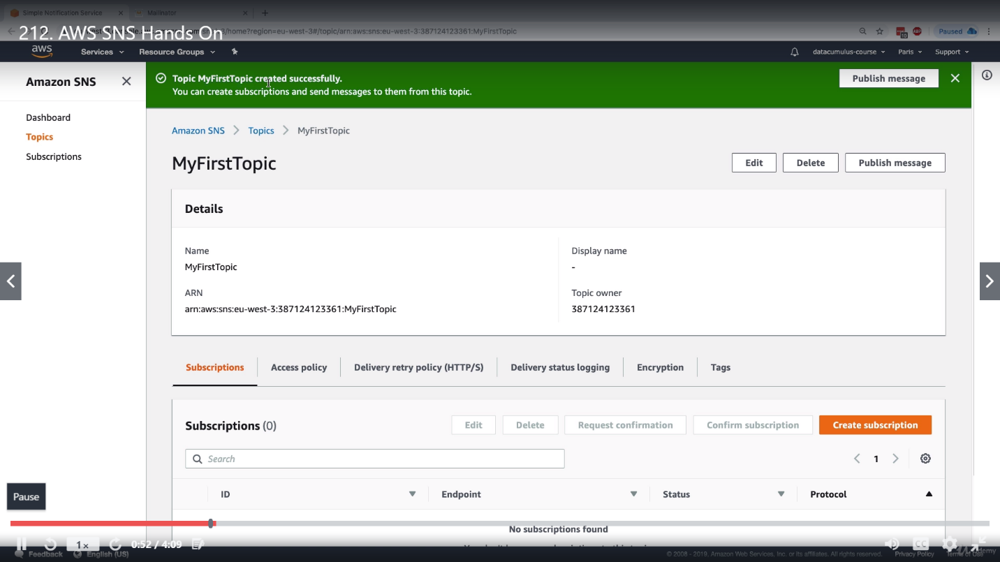 Simple Notification Service
Mailinator
212. AWS SNS Hands On
/home?region=eu-west-3#/topic/arn:aws:sns:eu-west-3:387124123361:MyFirstTopic
10
ABP
Paused
aws
Services
Resource Groups
datacumulus-course
Paris
Support
Amazon SNS
Dashboard
Topics
Subscriptions
Topic MyFirstTopic created successfully.
You can create subscriptions and send messages to them from this topic.
Publish message
Amazon SNS
Topics
MyFirstTopic
MyFirstTopic
Edit
Delete
Publish message
Details
Name
MyFirstTopic
Display name
-
ARN
arn:aws:sns:eu-west-3:387124123361:MyFirstTopic
Topic owner
387124123361
Subscriptions
Access policy
Delivery retry policy (HTTP/S)
Delivery status logging
Encryption
Tags
Subscriptions (0)
Edit
Delete
Request confirmation
Confirm subscription
Create subscription
Search
1
ID
Endpoint
Status
Protocol
No subscriptions found
Pause
1x
0:52 / 4:09
CC
Feedback
English (US)
© 2008 - 2019, Amazon Web Services, Inc. or its affiliates. All rights reserved.
Privacy Policy
Terms of Use